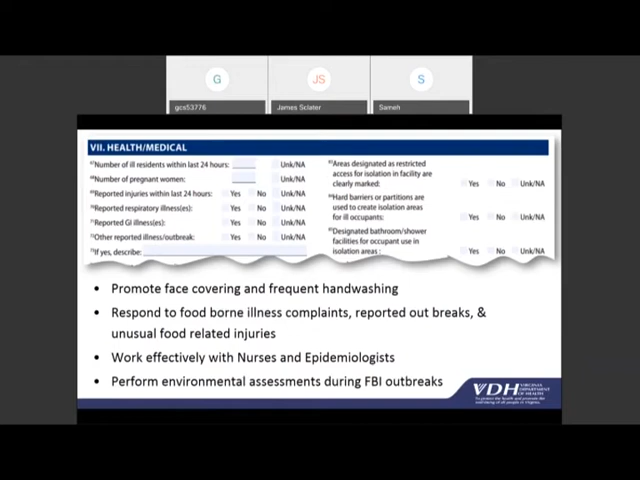 G
JS
S
gcs53776
James Sclater
Sameh
VII. HEALTH/MEDICAL
Number of ill residents within last 24 hours: Unk/NA
Number of pregnant women: Unk/NA
Reported injuries within last 24 hours: Yes No Unk/NA
Reported respiratory illness(es): Yes No Unk/NA
Reported GI illness(es): Yes No Unk/NA
Other reported illness/outbreak: Yes No Unk/NA
If yes, describe:
Areas designated as restricted
access for isolation in facility are
clearly marked: Yes No Unk/NA
Hard barriers or partitions are
used to create isolation areas
for ill occupants: Yes No Unk/NA
Designated bathroom/shower
facilities for occupant use in
isolation areas: Yes No Unk/NA
• Promote face covering and frequent handwashing
• Respond to food borne illness complaints, reported out breaks, &
unusual food related injuries
• Work effectively with Nurses and Epidemiologists
• Perform environmental assessments during FBI outbreaks
VDH VIRGINIA
DEPARTMENT
OF HEALTH